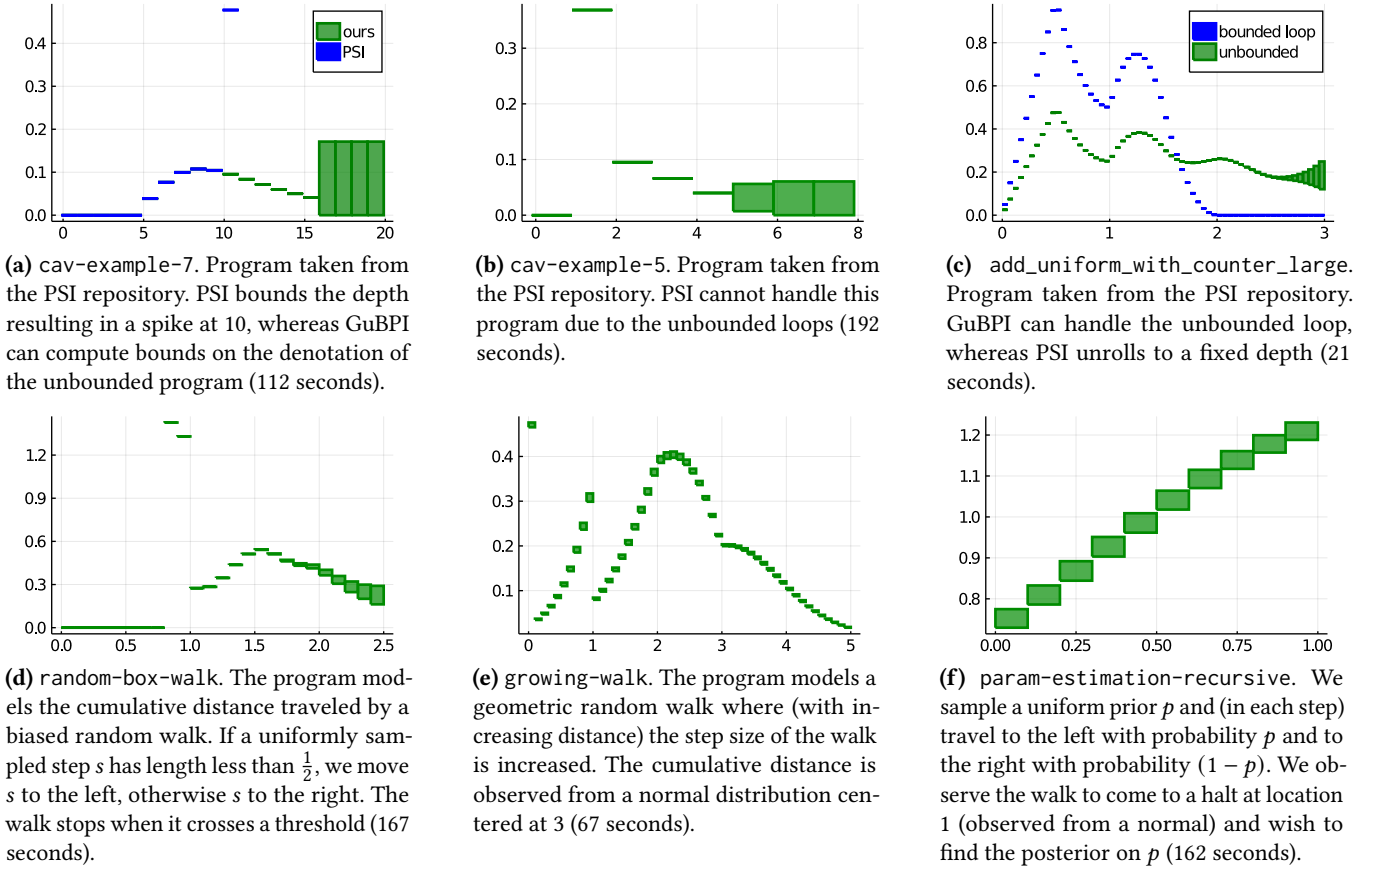 0.4
0.3
0.2
0.1
0.0
0
5
10
15
20
ours
PSI
0.3
0.1
0.0
0
2
4
6
8
0.8
0.6
0.4
0.2
0.0
0
1
2
3
bounded loop
unbounded
(a) cav-example-7. Program taken from
the PSI repository. PSI bounds the depth
resulting in a spike at 10, whereas GuBPI
can compute bounds on the denotation of
the unbounded program (112 seconds).
(b) cav-example-5. Program taken from
the PSI repository. PSI cannot handle this
program due to the unbounded loops (192
seconds).
(c) add_uniform_with_counter_large.
Program taken from the PSI repository.
GuBPI can handle the unbounded loop,
whereas PSI unrolls to a fixed depth (21
seconds).
1.2
0.9
0.6
0.3
0.0
0.0
0.5
1.0
1.5
2.0
2.5
0.4
0.3
0.2
0.1
0
1
2
3
4
5
1.2
1.1
1.0
0.9
0.8
0.00
0.25
0.50
0.75
1.00
(d) random-box-walk. The program mod-
els the cumulative distance traveled by a
biased random walk. If a uniformly sam-
pled step s has length less than 1/2, we move
s to the left, otherwise s to the right. The
walk stops when it crosses a threshold (167
seconds).
(e) growing-walk. The program models a
geometric random walk where (with in-
creasing distance) the step size of the walk
is increased. The cumulative distance is
observed from a normal distribution cen-
tered at 3 (67 seconds).
(f) param-estimation-recursive. We
sample a uniform prior p and (in each step)
travel to the left with probability p and to
the right with probability (1 − p). We ob-
serve the walk to come to a halt at location
1 (observed from a normal) and wish to
find the posterior on p (162 seconds).